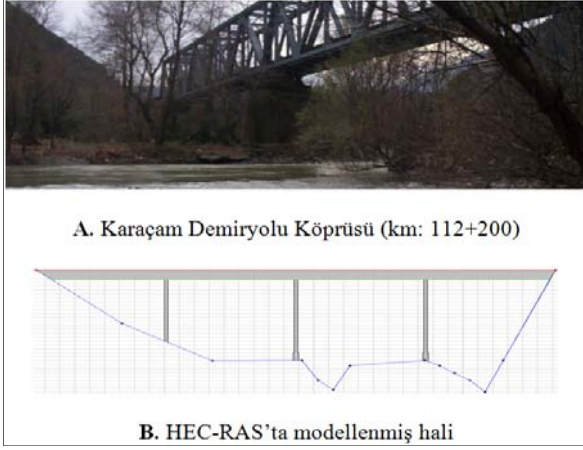 A. Karaçam Demiryolu Köprüsü (km: 112+200)
B. HEC-RAS’ta modellenmiş hali